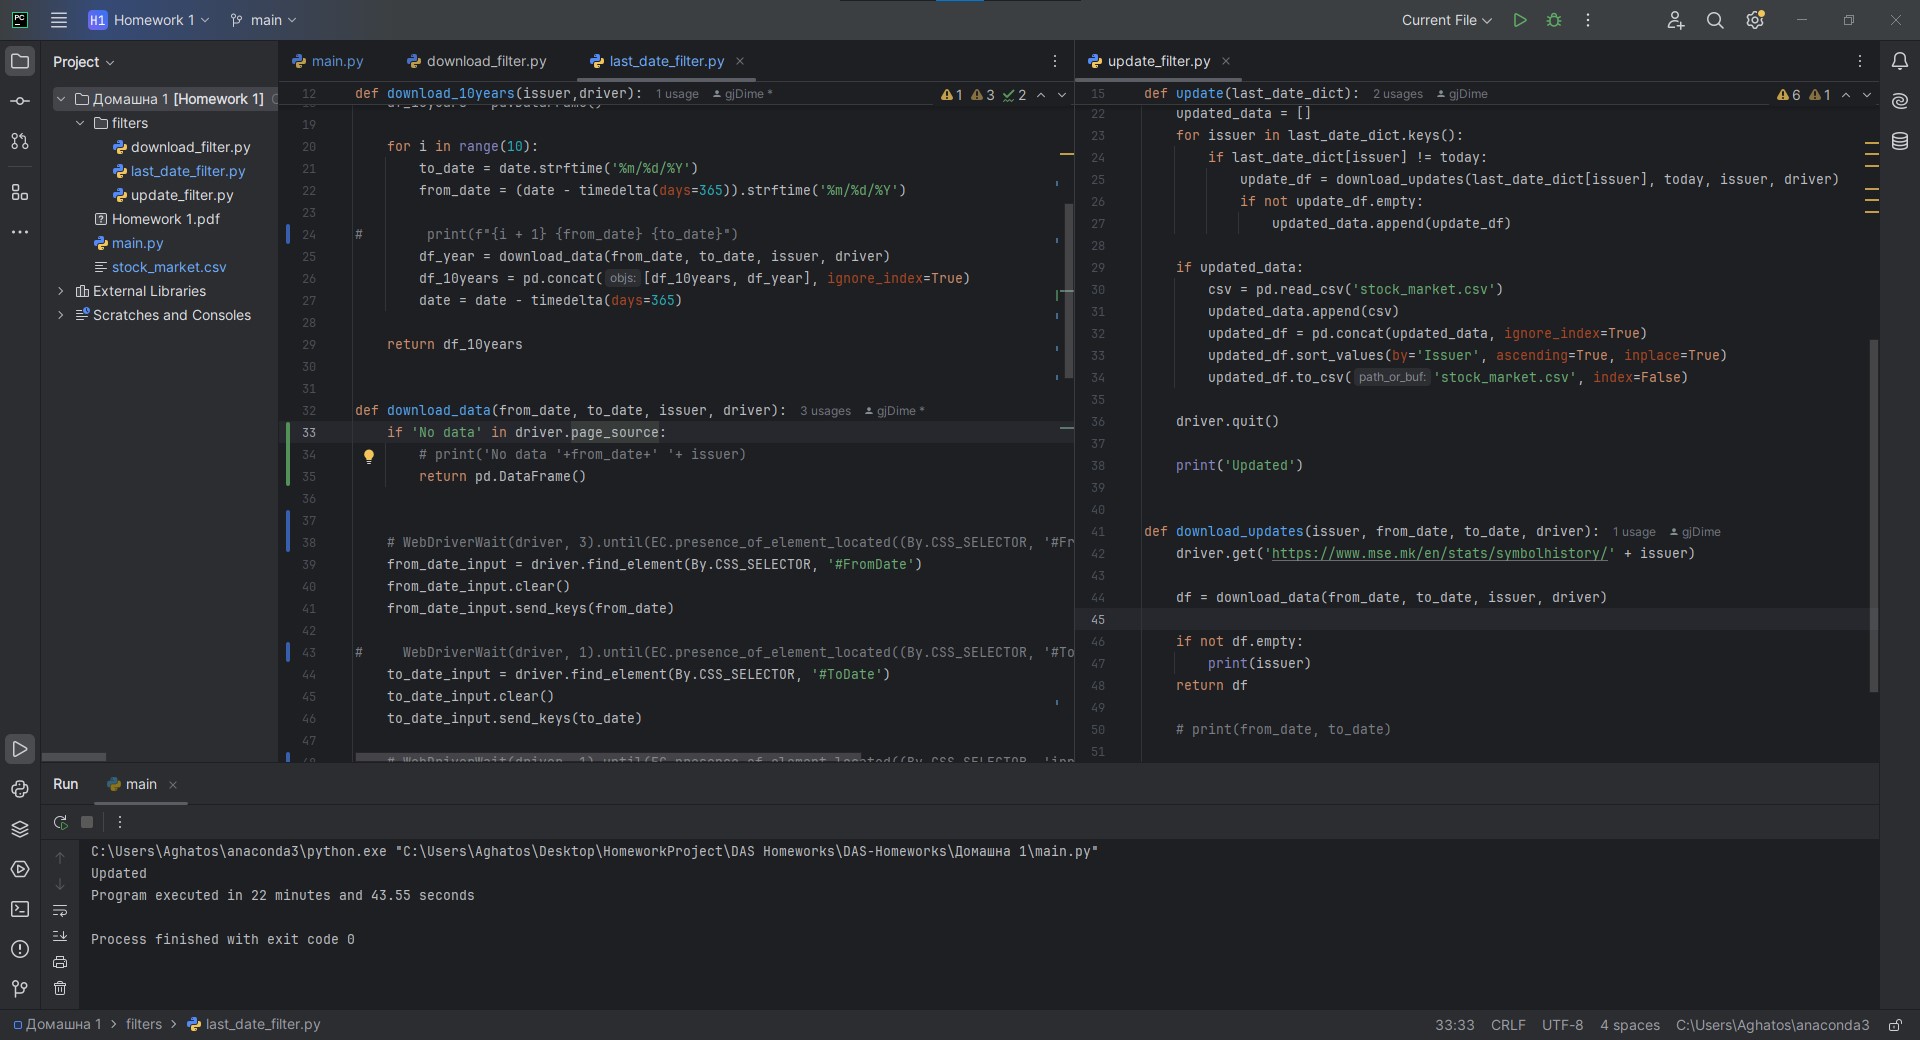 PC
H1 Homework 1
main
Current File
Project
Домашна 1 [Homework 1]
filters
download_filter.py
last_date_filter.py
update_filter.py
Homework 1.pdf
main.py
stock_market.csv
External Libraries
Scratches and Consoles
main.py
download_filter.py
last_date_filter.py
12 def download_10years(issuer,driver): 1 usage gjDime *
1 3 2
19
20 for i in range(10):
21 to_date = date.strftime('%m/%d/%Y')
22 from_date = (date - timedelta(days=365)).strftime('%m/%d/%Y')
23
24 # print(f"{i + 1} {from_date} {to_date}")
25 df_year = download_data(from_date, to_date, issuer, driver)
26 df_10years = pd.concat( objs: [df_10years, df_year], ignore_index=True)
27 date = date - timedelta(days=365)
28
29 return df_10years
30
31
32 def download_data(from_date, to_date, issuer, driver): 3 usages gjDime *
33 if 'No data' in driver.page_source:
34 # print('No data '+from_date+' '+ issuer)
35 return pd.DataFrame()
36
37
38 # WebDriverWait(driver, 3).until(EC.presence_of_element_located((By.CSS_SELECTOR, '#Fr
39 from_date_input = driver.find_element(By.CSS_SELECTOR, '#FromDate')
40 from_date_input.clear()
41 from_date_input.send_keys(from_date)
42
43 # WebDriverWait(driver, 1).until(EC.presence_of_element_located((By.CSS_SELECTOR, '#To
44 to_date_input = driver.find_element(By.CSS_SELECTOR, '#ToDate')
45 to_date_input.clear()
46 to_date_input.send_keys(to_date)
47
update_filter.py
15 def update(last_date_dict): 2 usages gjDime
6 1
22 updated_data = []
23 for issuer in last_date_dict.keys():
24 if last_date_dict[issuer] != today:
25 update_df = download_updates(last_date_dict[issuer], today, issuer, driver)
26 if not update_df.empty:
27 updated_data.append(update_df)
28
29 if updated_data:
30 csv = pd.read_csv('stock_market.csv')
31 updated_data.append(csv)
32 updated_df = pd.concat(updated_data, ignore_index=True)
33 updated_df.sort_values(by='Issuer', ascending=True, inplace=True)
34 updated_df.to_csv( path_or_buf: 'stock_market.csv', index=False)
35
36 driver.quit()
37
38 print('Updated')
39
40
41 def download_updates(issuer, from_date, to_date, driver): 1 usage gjDime
42 driver.get('https://www.mse.mk/en/stats/symbolhistory/' + issuer)
43
44 df = download_data(from_date, to_date, issuer, driver)
45
46 if not df.empty:
47 print(issuer)
48 return df
49
50 # print(from_date, to_date)
51
Run main
C:\Users\Aghatos\anaconda3\python.exe "C:\Users\Aghatos\Desktop\HomeworkProject\DAS Homeworks\DAS-Homeworks\Домашна 1\main.py"
Updated
Program executed in 22 minutes and 43.55 seconds
Process finished with exit code 0
Домашна 1 > filters > last_date_filter.py
33:33 CRLF UTF-8 4 spaces C:\Users\Aghatos\anaconda3